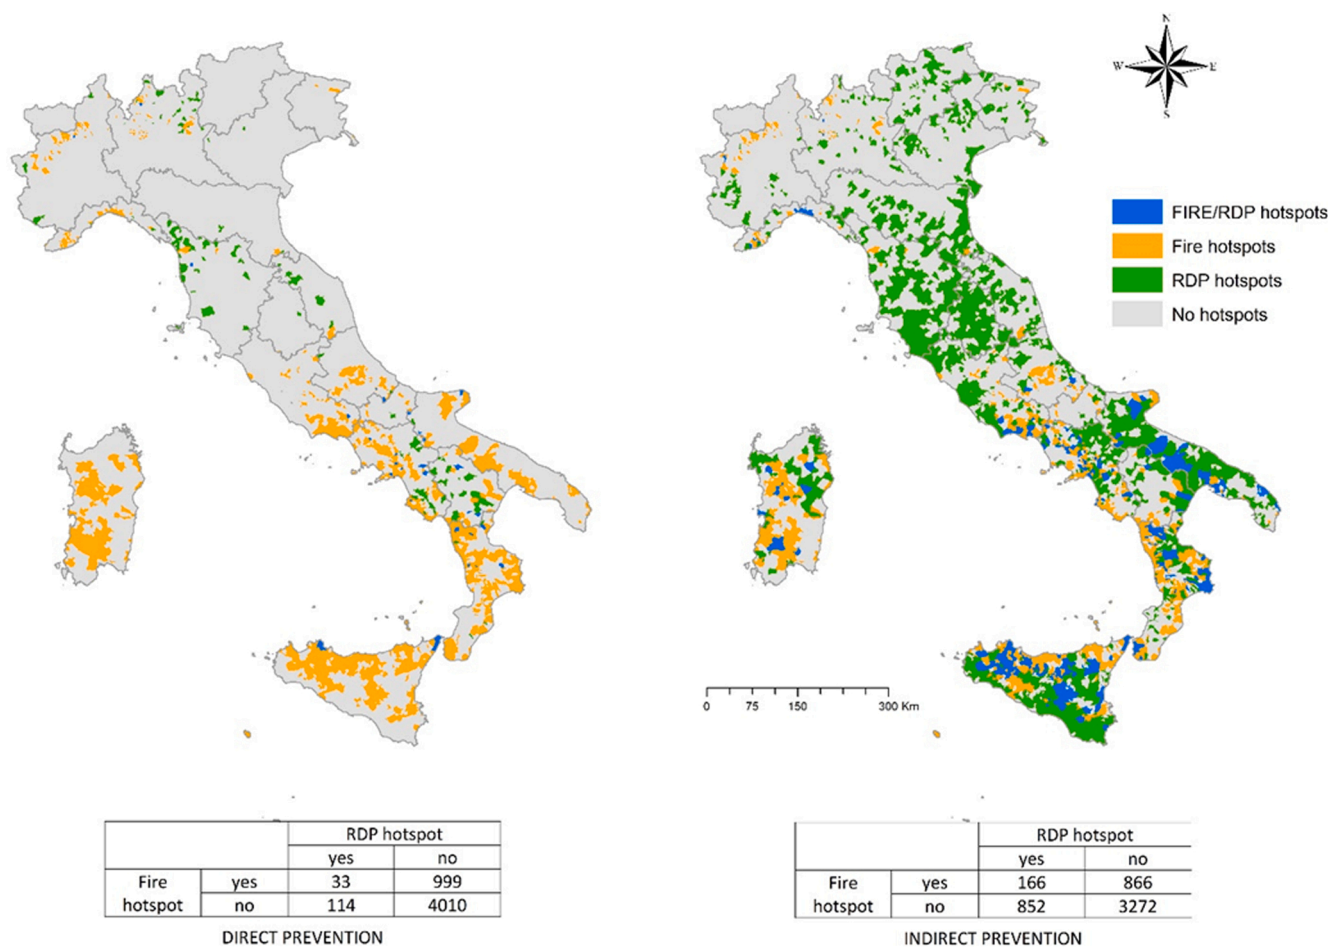 N
W E
S
FIRE/RDP hotspots
Fire hotspots
RDP hotspots
No hotspots
0 75 150 300 Km
RDP hotspot
yes no
Fire hotspot yes 33 999
no 114 4010
DIRECT PREVENTION
RDP hotspot
yes no
Fire hotspot yes 166 866
no 852 3272
INDIRECT PREVENTION